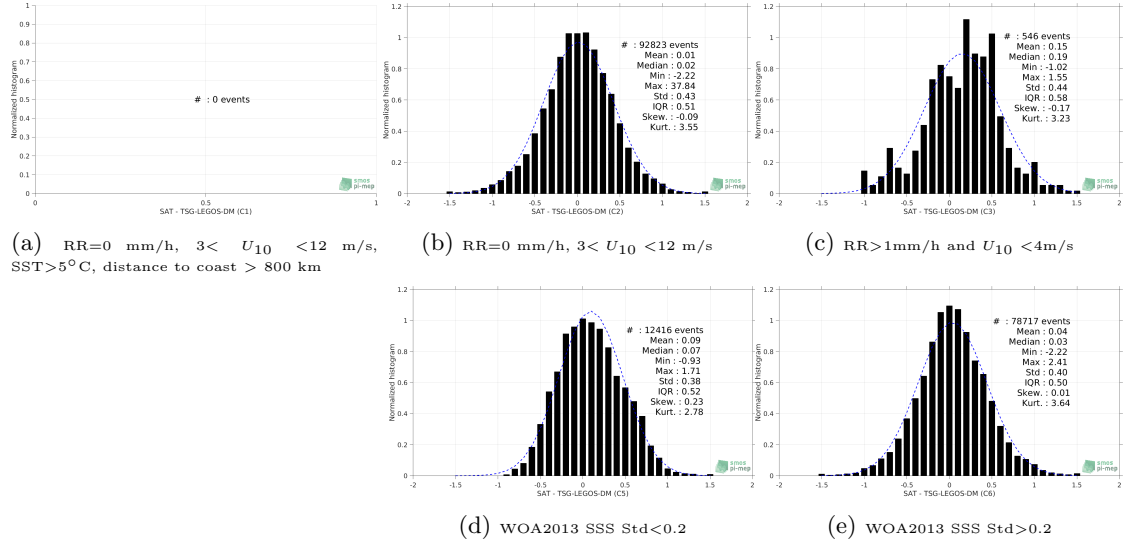 Normalized histogram
1
0.9
0.8
0.7
0.6
0.5
0.4
0.3
0.2
0.1
0
# : 0 events
smos
pi-mep
0 0.5 1
SAT - TSG-LEGOS-DM (C1)
(a) RR=0 mm/h, 3< U10 <12 m/s,
SST>5°C, distance to coast > 800 km
Normalized histogram
1.2
1
0.8
0.6
0.4
0.2
0
# : 92823 events
Mean : 0.01
Median : 0.02
Min : -2.22
Max : 37.84
Std : 0.43
IQR : 0.51
Skew. : -0.09
Kurt. : 3.55
smos
pi-mep
-2 -1.5 -1 -0.5 0 0.5 1 1.5 2
SAT - TSG-LEGOS-DM (C2)
(b) RR=0 mm/h, 3< U10 <12 m/s
Normalized histogram
1.2
1
0.8
0.6
0.4
0.2
0
# : 546 events
Mean : 0.15
Median : 0.19
Min : -1.02
Max : 1.55
Std : 0.44
IQR : 0.58
Skew. : -0.17
Kurt. : 3.23
smos
pi-mep
-2 -1.5 -1 -0.5 0 0.5 1 1.5 2
SAT - TSG-LEGOS-DM (C3)
(c) RR>1mm/h and U10 <4m/s
Normalized histogram
1.2
1
0.8
0.6
0.4
0.2
0
# : 12416 events
Mean : 0.09
Median : 0.07
Min : -0.93
Max : 1.71
Std : 0.38
IQR : 0.52
Skew. : 0.23
Kurt. : 2.78
smos
pi-mep
-2 -1.5 -1 -0.5 0 0.5 1 1.5 2
SAT - TSG-LEGOS-DM (C5)
(d) WOA2013 SSS Std<0.2
Normalized histogram
1.2
1
0.8
0.6
0.4
0.2
0
# : 78717 events
Mean : 0.04
Median : 0.03
Min : -2.22
Max : 2.41
Std : 0.40
IQR : 0.50
Skew. : 0.01
Kurt. : 3.64
smos
pi-mep
-2 -1.5 -1 -0.5 0 0.5 1 1.5 2
SAT - TSG-LEGOS-DM (C6)
(e) WOA2013 SSS Std>0.2